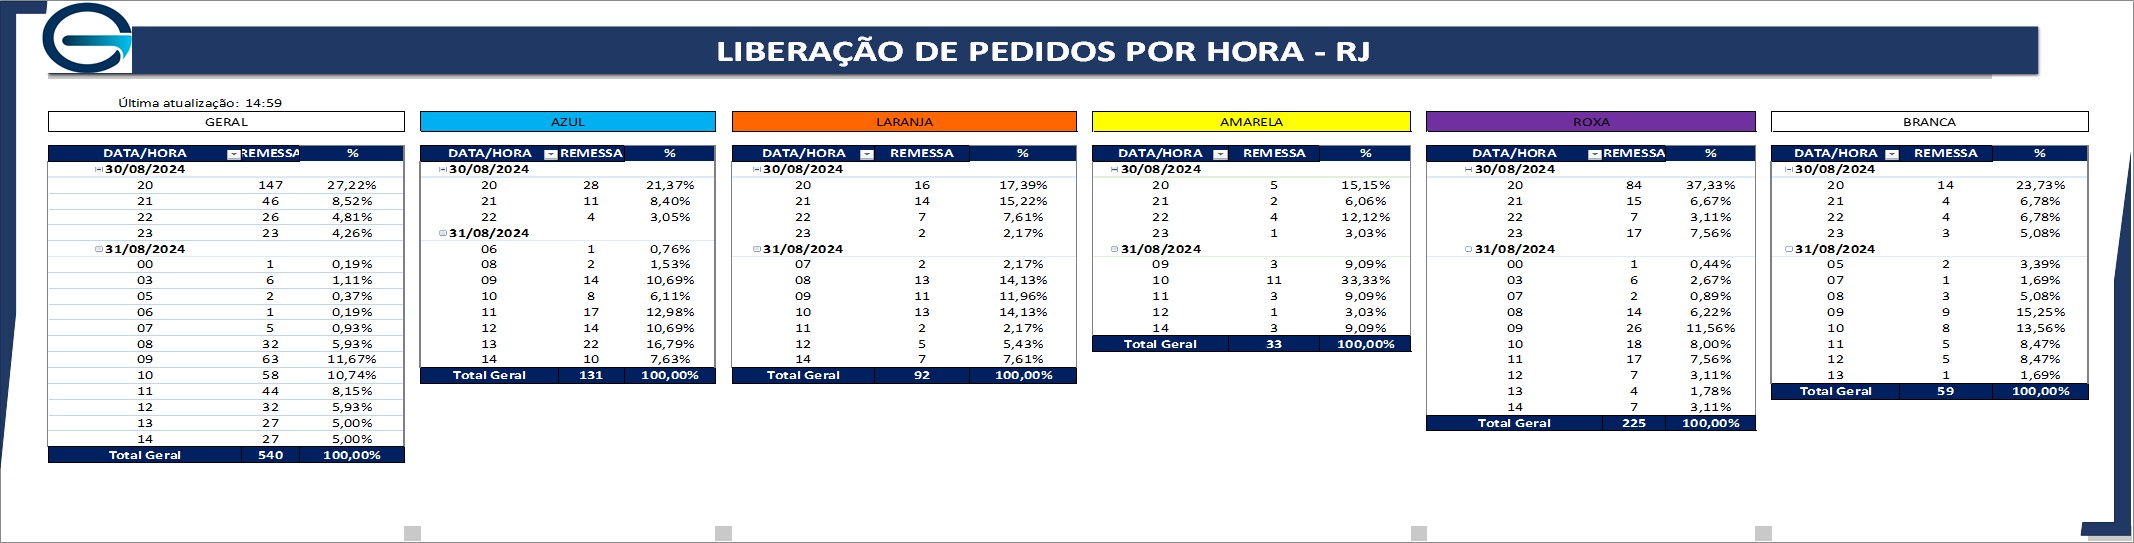 LIBERAÇÃO DE PEDIDOS POR HORA - RJ
Última atualização: 14:59
GERAL
DATA/HORA REMESSA %
30/08/2024
20 147 27,22%
21 46 8,52%
22 26 4,81%
23 23 4,26%
31/08/2024
00 1 0,19%
03 6 1,11%
05 2 0,37%
06 1 0,19%
07 5 0,93%
08 32 5,93%
09 63 11,67%
10 58 10,74%
11 44 8,15%
12 32 5,93%
13 27 5,00%
14 27 5,00%
Total Geral 540 100,00%
AZUL
DATA/HORA REMESSA %
30/08/2024
20 28 21,37%
21 11 8,40%
22 4 3,05%
31/08/2024
06 1 0,76%
08 2 1,53%
09 14 10,69%
10 8 6,11%
11 17 12,98%
12 14 10,69%
13 22 16,79%
14 10 7,63%
Total Geral 131 100,00%
LARANJA
DATA/HORA REMESSA %
30/08/2024
20 16 17,39%
21 14 15,22%
22 7 7,61%
23 2 2,17%
31/08/2024
07 2 2,17%
08 13 14,13%
09 11 11,96%
10 13 14,13%
11 2 2,17%
12 5 5,43%
14 7 7,61%
Total Geral 92 100,00%
AMARELA
DATA/HORA REMESSA %
30/08/2024
20 5 15,15%
21 2 6,06%
22 4 12,12%
23 1 3,03%
31/08/2024
09 3 9,09%
10 11 33,33%
11 3 9,09%
12 1 3,03%
14 3 9,09%
Total Geral 33 100,00%
ROXA
DATA/HORA REMESSA %
30/08/2024
20 84 37,33%
21 15 6,67%
22 7 3,11%
23 17 7,56%
31/08/2024
00 1 0,44%
03 6 2,67%
07 2 0,89%
08 14 6,22%
09 26 11,56%
10 18 8,00%
11 17 7,56%
12 7 3,11%
13 4 1,78%
14 7 3,11%
Total Geral 225 100,00%
BRANCA
DATA/HORA REMESSA %
30/08/2024
20 14 23,73%
21 4 6,78%
22 4 6,78%
23 3 5,08%
31/08/2024
05 2 3,39%
07 1 1,69%
08 3 5,08%
09 9 15,25%
10 8 13,56%
11 5 8,47%
12 5 8,47%
13 1 1,69%
Total Geral 59 100,00%